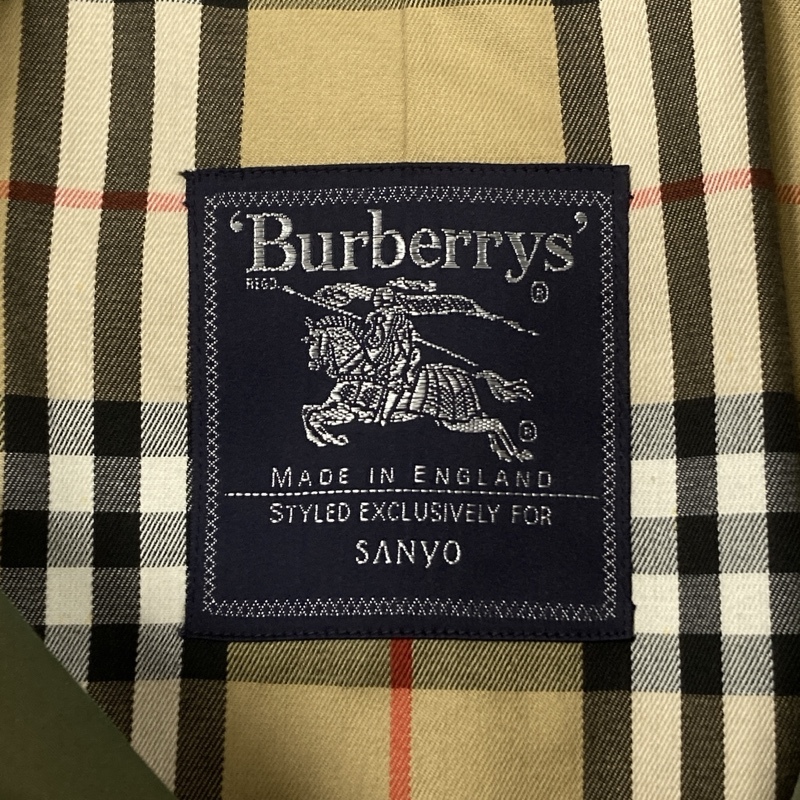 ‘Burberrys’
REGD. ®
®
MADE IN ENGLAND
STYLED EXCLUSIVELY FOR
SANYO